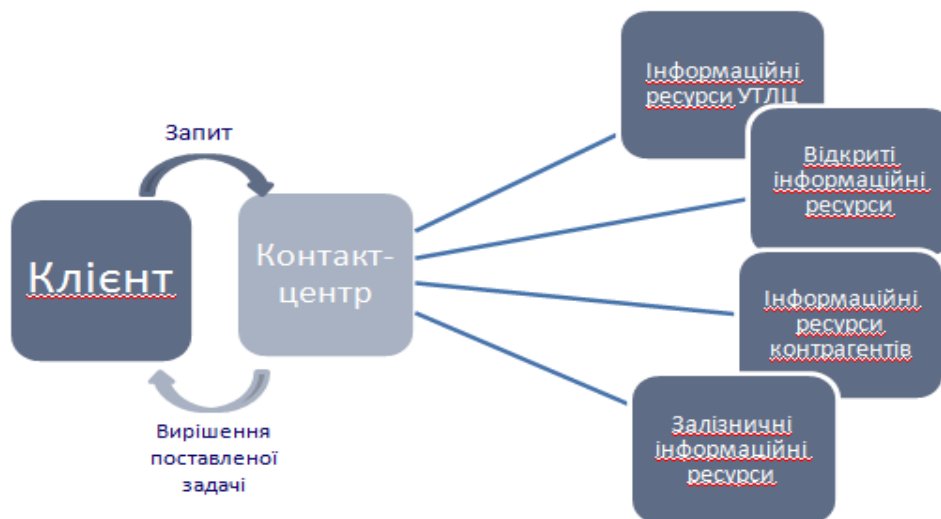 Запит
Клієнт
Контакт-
центр
Вирішення
поставленої
задачі
Інформаційні
ресурси УТЛЦ
Відкриті
інформаційні
ресурси
Інформаційні
ресурси
контрагентів
Залізничні
інформаційні
ресурси